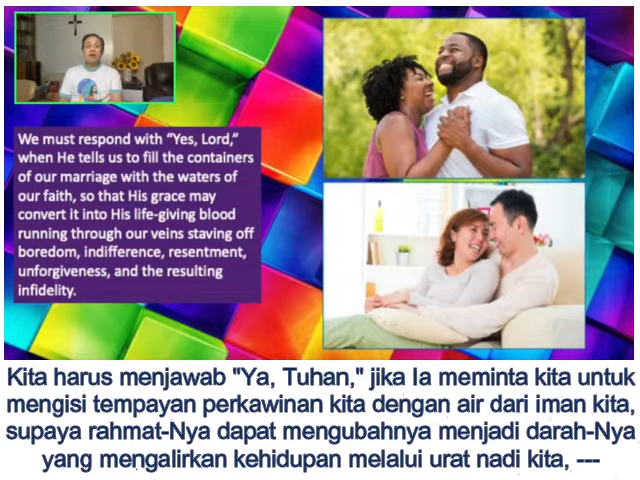 We must respond with “Yes, Lord,”
when He tells us to fill the containers
of our marriage with the waters of
our faith, so that His grace may
convert it into His life-giving blood
running through our veins staving off
boredom, indifference, resentment,
unforgiveness, and the resulting
infidelity.
Kita harus menjawab "Ya, Tuhan," jika Ia meminta kita untuk
mengisi tempayan perkawinan kita dengan air dari iman kita,
supaya rahmat-Nya dapat mengubahnya menjadi darah-Nya
yang mengalirkan kehidupan melalui urat nadi kita, ---